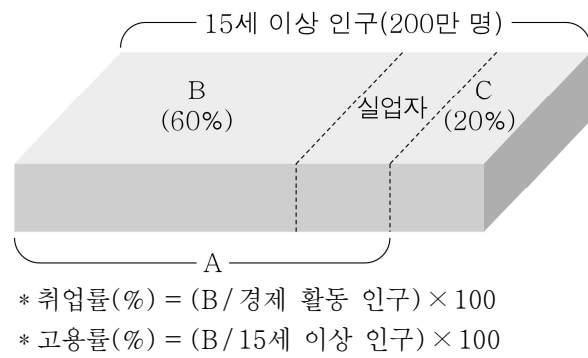 15세 이상 인구(200만 명)
B
(60%)
실업자
C
(20%)
A
* 취업률(%) = (B/경제 활동 인구) × 100
* 고용률(%) = (B/15세 이상 인구) × 100